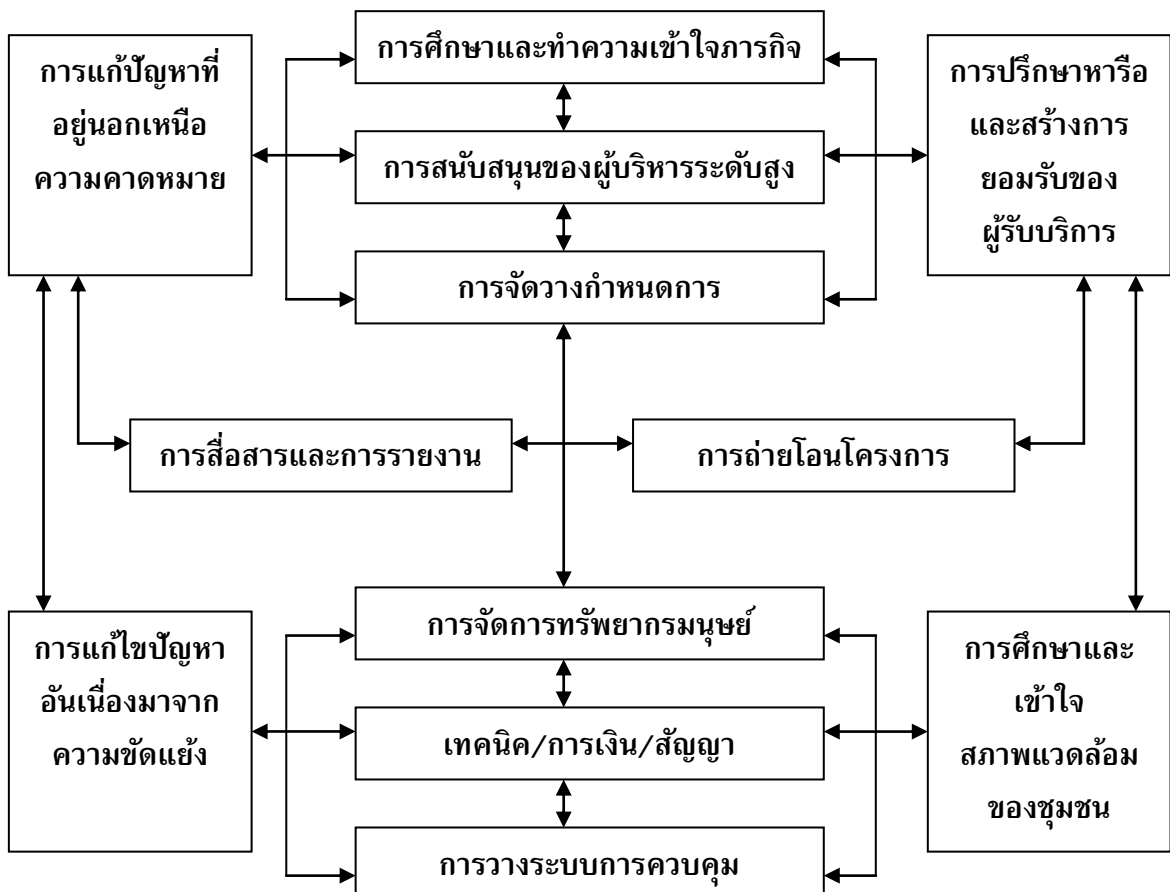 การศึกษาและทำความเข้าใจภารกิจ
การแก้ปัญหาที่
อยู่นอกเหนือ
ความคาดหมาย
การปรึกษาหารือ
และสร้างการ
ยอมรับของ
ผู้รับบริการ
การสนับสนุนของผู้บริหารระดับสูง
การจัดวางกำหนดการ
การสื่อสารและการรายงาน
การถ่ายโอนโครงการ
การจัดการทรัพยากรมนุษย์
การแก้ไขปัญหา
อันเนื่องมาจาก
ความขัดแย้ง
การศึกษาและ
เข้าใจ
สภาพแวดล้อม
ของชุมชน
เทคนิค/การเงิน/สัญญา
การวางระบบการควบคุม